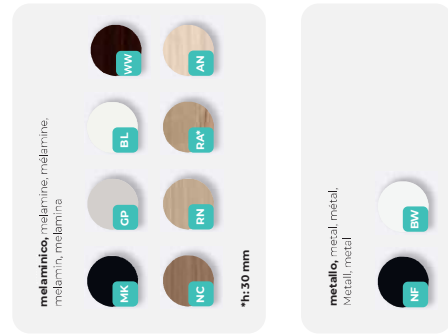 melaminico, melamine, mélamine,
melamin, melamina
MK
GP
BL
WW
NC
RN
RA*
AN
*h: 30 mm
metallo, metal, métal,
Metall, metal
NF
BW